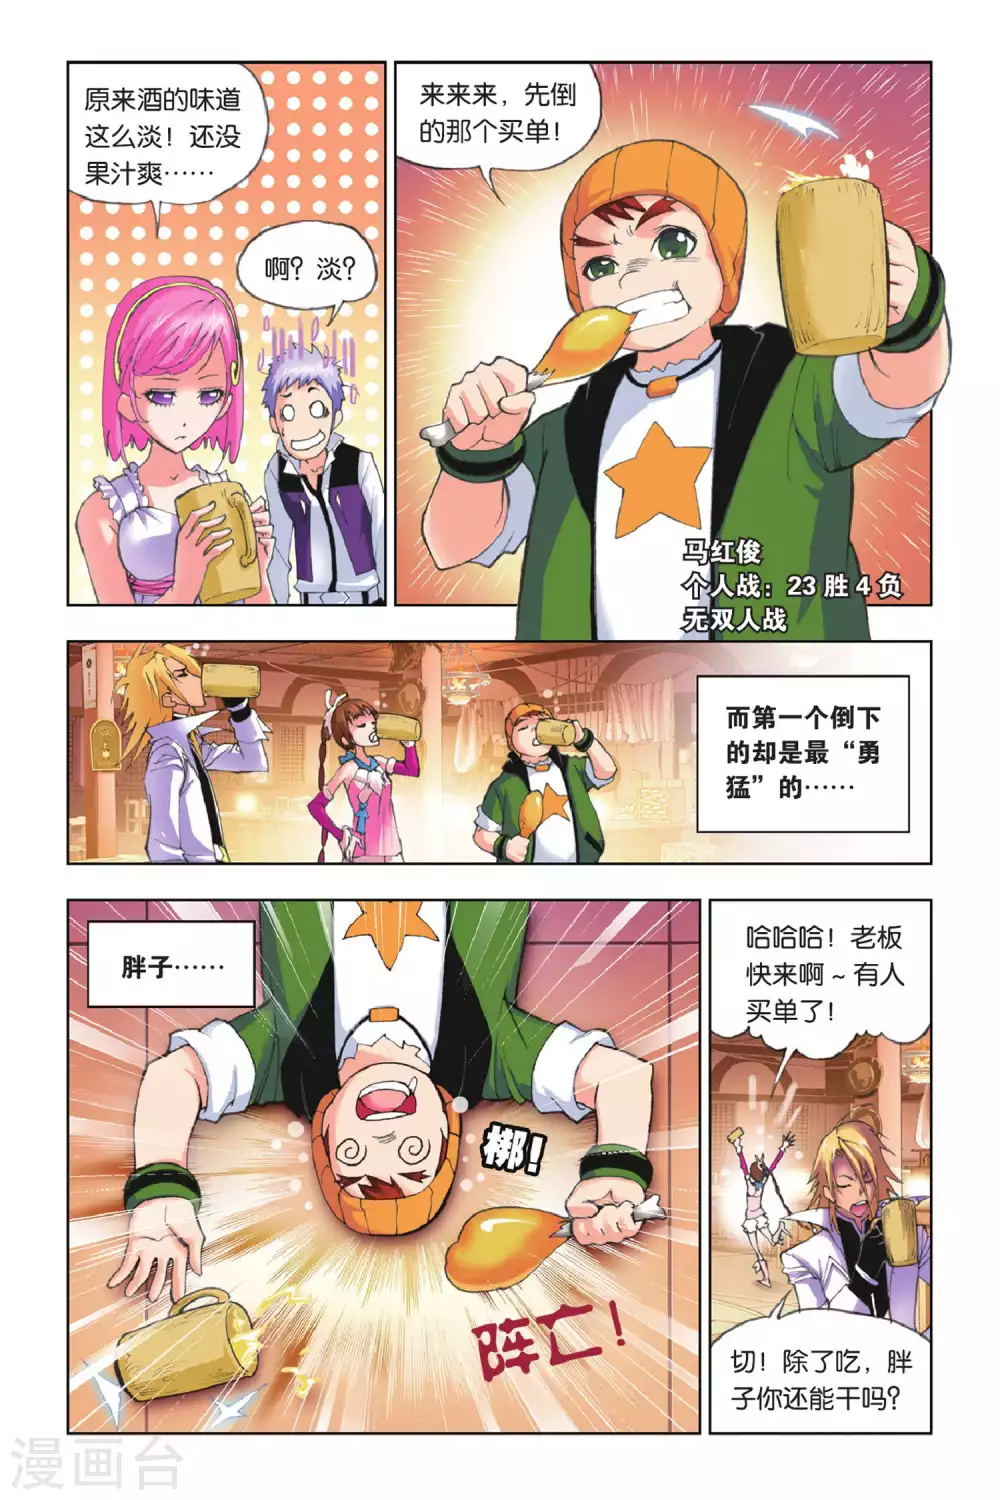 原来酒的味道
这么淡！还没
果汁爽……
啊？淡？
来来来，先倒
的那个买单！
马红俊
个人战：23胜4负
无双人战
而第一个倒下
的却是最“勇
猛”的……
胖子……
梆！
阵亡！
哈哈哈！老板
快来啊～有人
买单了！
切！除了吃，胖
子你还能干吗？
漫画台